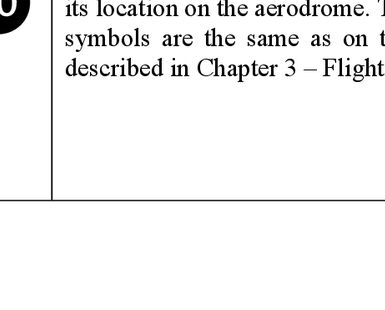 its location on the aerodrome.
symbols are the same as on
described in Chapter 3 – Flight